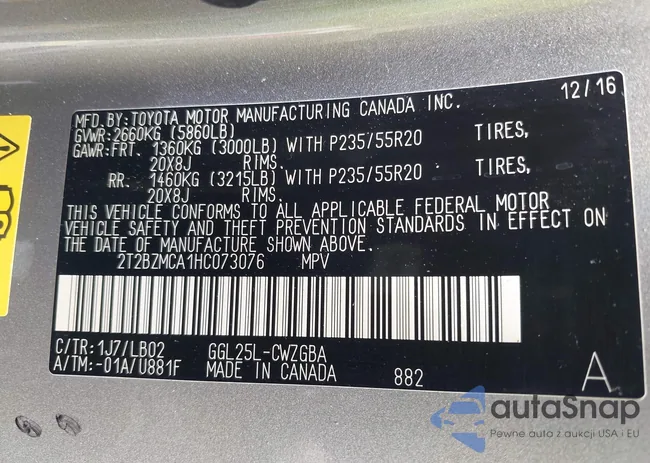 MFD.BY:TOYOTA MOTOR MANUFACTURING CANADA INC. 12/16
GVWR:2660KG (5860LB)
GAWR:FRT. 1360KG (3000LB) WITH P235/55R20 TIRES,
20X8J RIMS.
RR. 1460KG (3215LB) WITH P235/55R20 TIRES,
20X8J RIMS.
THIS VEHICLE CONFORMS TO ALL APPLICABLE FEDERAL MOTOR
VEHICLE SAFETY AND THEFT PREVENTION STANDARDS IN EFFECT ON
THE DATE OF MANUFACTURE SHOWN ABOVE.
2T2BZMCA1HC073076 MPV
C/TR:1J7/LB02 GGL25L-CWZGBA
A/TM:-01A/U881F MADE IN CANADA 882 A
autaSnap
Pewne auta z aukcji USA i EU